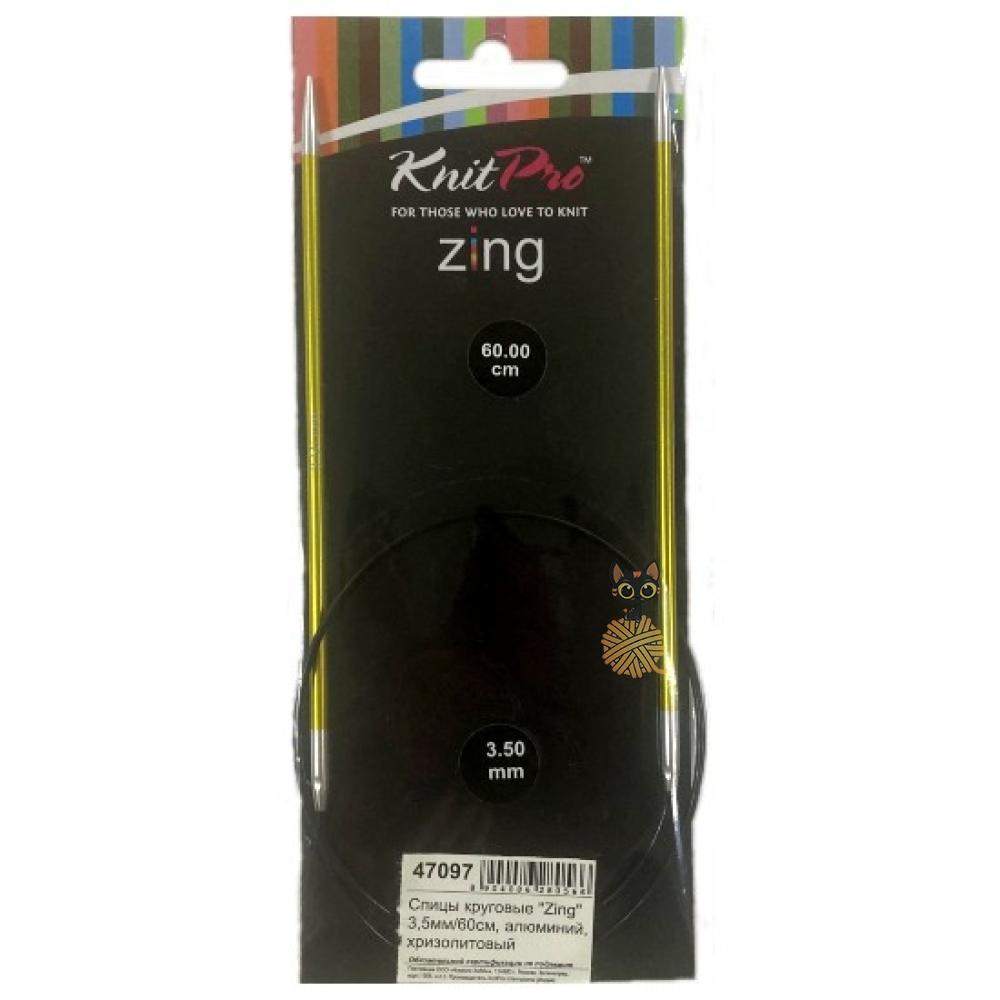 KnitPro™
FOR THOSE WHO LOVE TO KNIT
zing
60.00
cm
3.50
mm
47097
Спицы круговые "Zing"
3,5мм/60см, алюминий,
хризолитовый